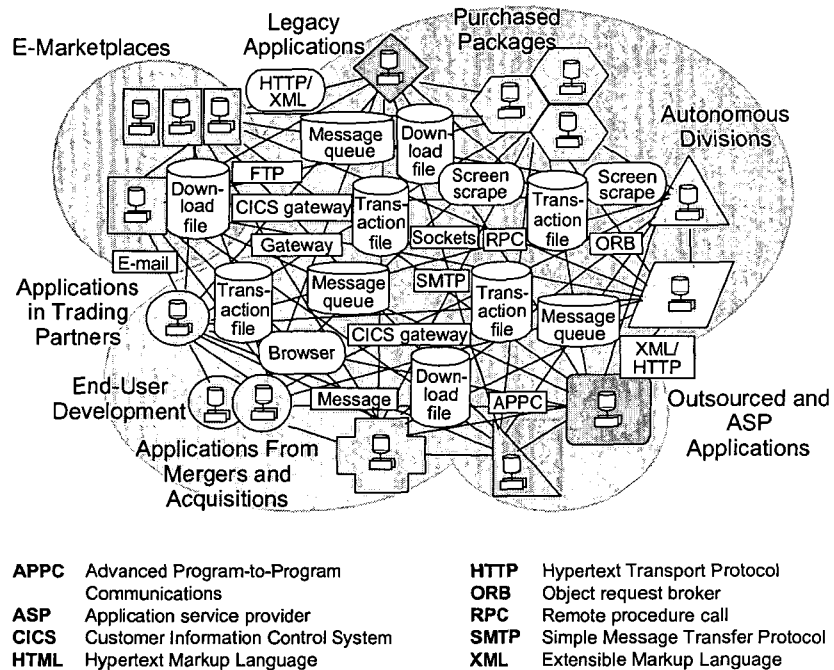 Legacy
Applications
Purchased
Packages
E-Marketplaces
HTTP/
XML
Autonomous
Divisions
Message
queue
Down-
load
file
FTP
Screen
scrape
Screen
scrape
Down-
load
file
CICS gateway
Trans-
action
file
Trans-
action
file
Gateway
Sockets
RPC
ORB
E-mail
Applications
in Trading
Partners
Trans-
action
file
Message
queue
SMTP
Trans-
action
file
Message
queue
CICS gateway
Browser
XML/
HTTP
End-User
Development
Down-
load
file
Message
APPC
Outsourced and
ASP
Applications
Applications From
Mergers and
Acquisitions
APPC Advanced Program-to-Program
Communications
ASP Application service provider
CICS Customer Information Control System
HTML Hypertext Markup Language
HTTP Hypertext Transport Protocol
ORB Object request broker
RPC Remote procedure call
SMTP Simple Message Transfer Protocol
XML Extensible Markup Language